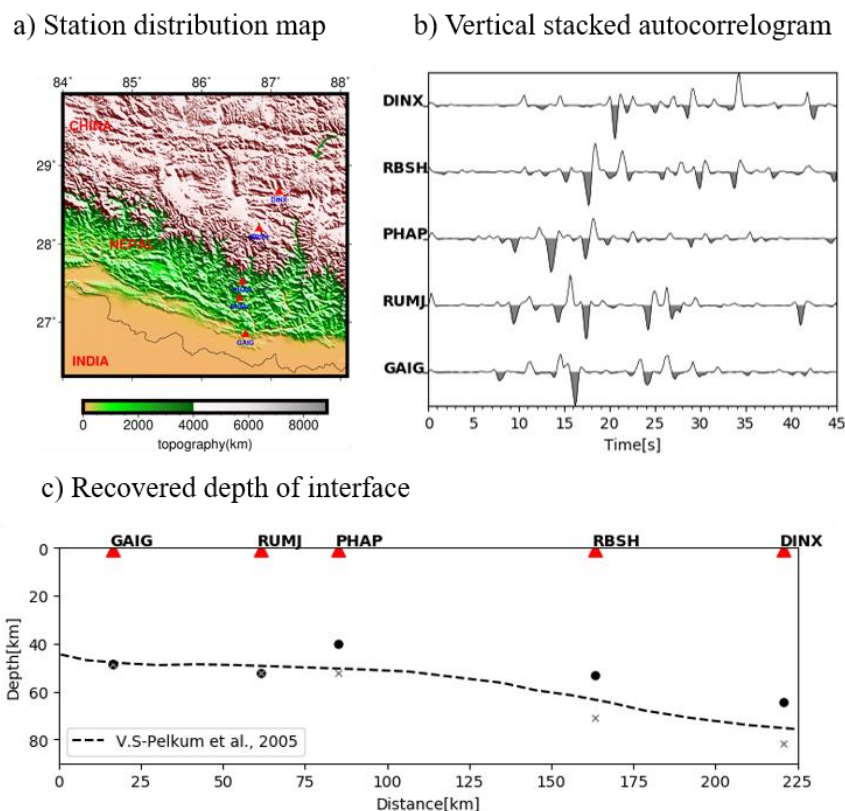 a) Station distribution map
b) Vertical stacked autocorrelogram
84° 85° 86° 87° 88°
29°
28°
27°
CHINA
NEPAL
INDIA
DINX
GAIG
0 2000 4000 6000 8000
topography(km)
DINX
RBSH
PHAP
RUMJ
GAIG
0 5 10 15 20 25 30 35 40 45
Time[s]
c) Recovered depth of interface
GAIG RUMJ PHAP RBSH DINX
0
20
40
60
80
Depth[km]
V.S-Pelkum et al., 2005
0 25 50 75 100 125 150 175 200 225
Distance[km]